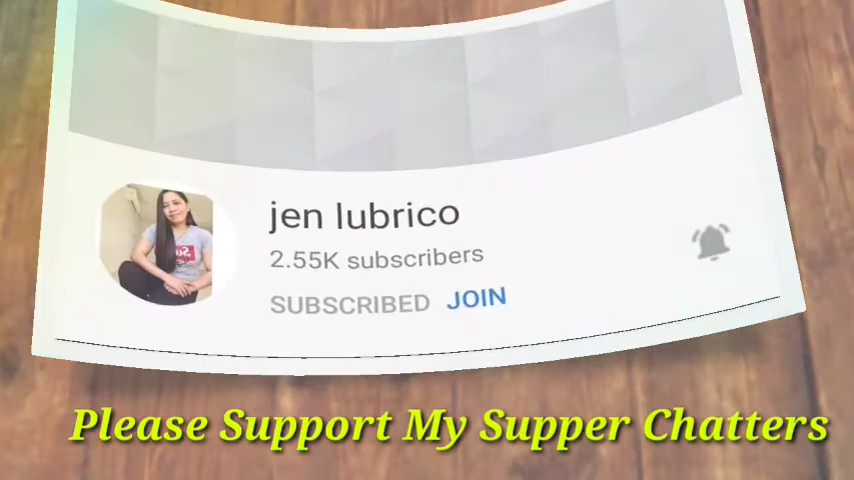 jen lubrico
2.55K subscribers
SUBSCRIBED JOIN
Please Support My Supper Chatters